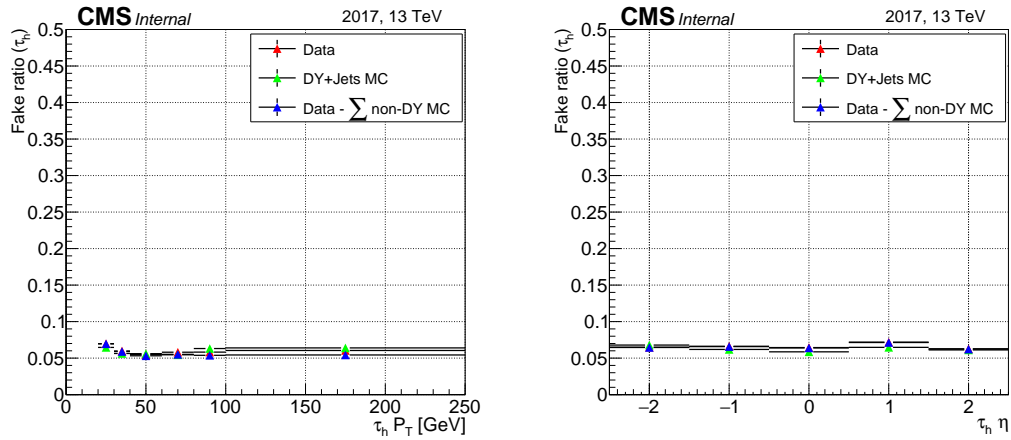 CMS Internal 2017, 13 TeV
Fake ratio (τh)
0.5
0.45
0.4
0.35
0.3
0.25
0.2
0.15
0.1
0.05
0
Data
DY+Jets MC
Data - ∑ non-DY MC
0 50 100 150 200 250
τh PT [GeV]
CMS Internal 2017, 13 TeV
Fake ratio (τh)
0.5
0.45
0.4
0.35
0.3
0.25
0.2
0.15
0.1
0.05
0
Data
DY+Jets MC
Data - ∑ non-DY MC
−2 −1 0 1 2
τh η